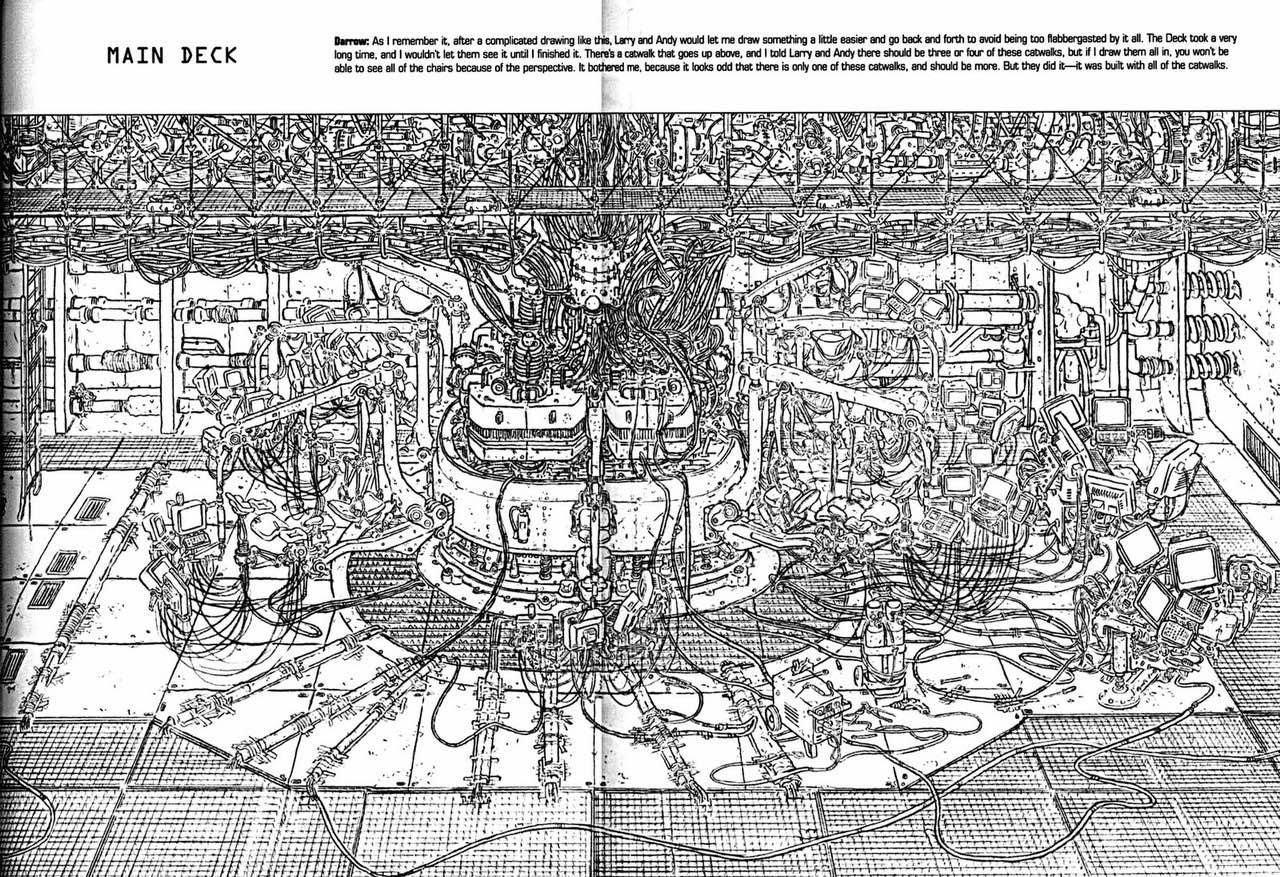 MAIN DECK
Darrow: As I remember it, after a complicated drawing like this, Larry and Andy would let me draw something a little easier and go back and forth to avoid being too flabbergasted by it all. The Deck took a very
long time, and I wouldn't let them see it until I finished it. There's a catwalk that goes up above, and I told Larry and Andy there should be three or four of these catwalks, but if I draw them all in, you won't be
able to see all of the chairs because of the perspective. It bothered me, because it looks odd that there is only one of these catwalks, and should be more. But they did it—it was built with all of the catwalks.